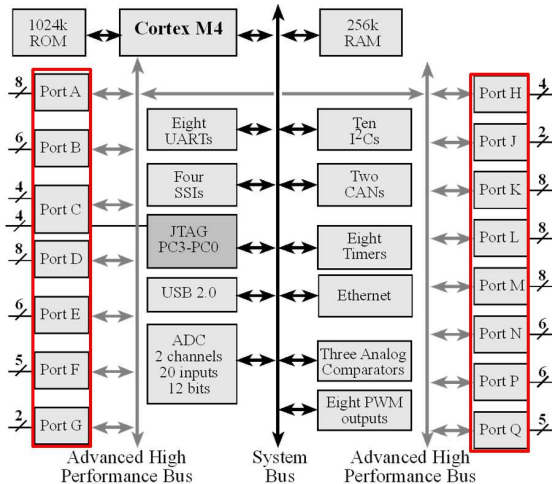 1024k
ROM
Cortex M4
256k
RAM
8
Port A
6
Port B
4
Port C
4
8
Port D
6
Port E
5
Port F
2
Port G
Eight
UARTs
Four
SSIs
JTAG
PC3-PC0
USB 2.0
ADC
2 channels
20 inputs
12 bits
Ten
I2Cs
Two
CANs
Eight
Timers
Ethernet
Three Analog
Comparators
Eight PWM
outputs
Port H
4
Port J
2
Port K
8
Port L
8
Port M
8
Port N
6
Port P
6
Port Q
5
Advanced High
Performance Bus
System
Bus
Advanced High
Performance Bus